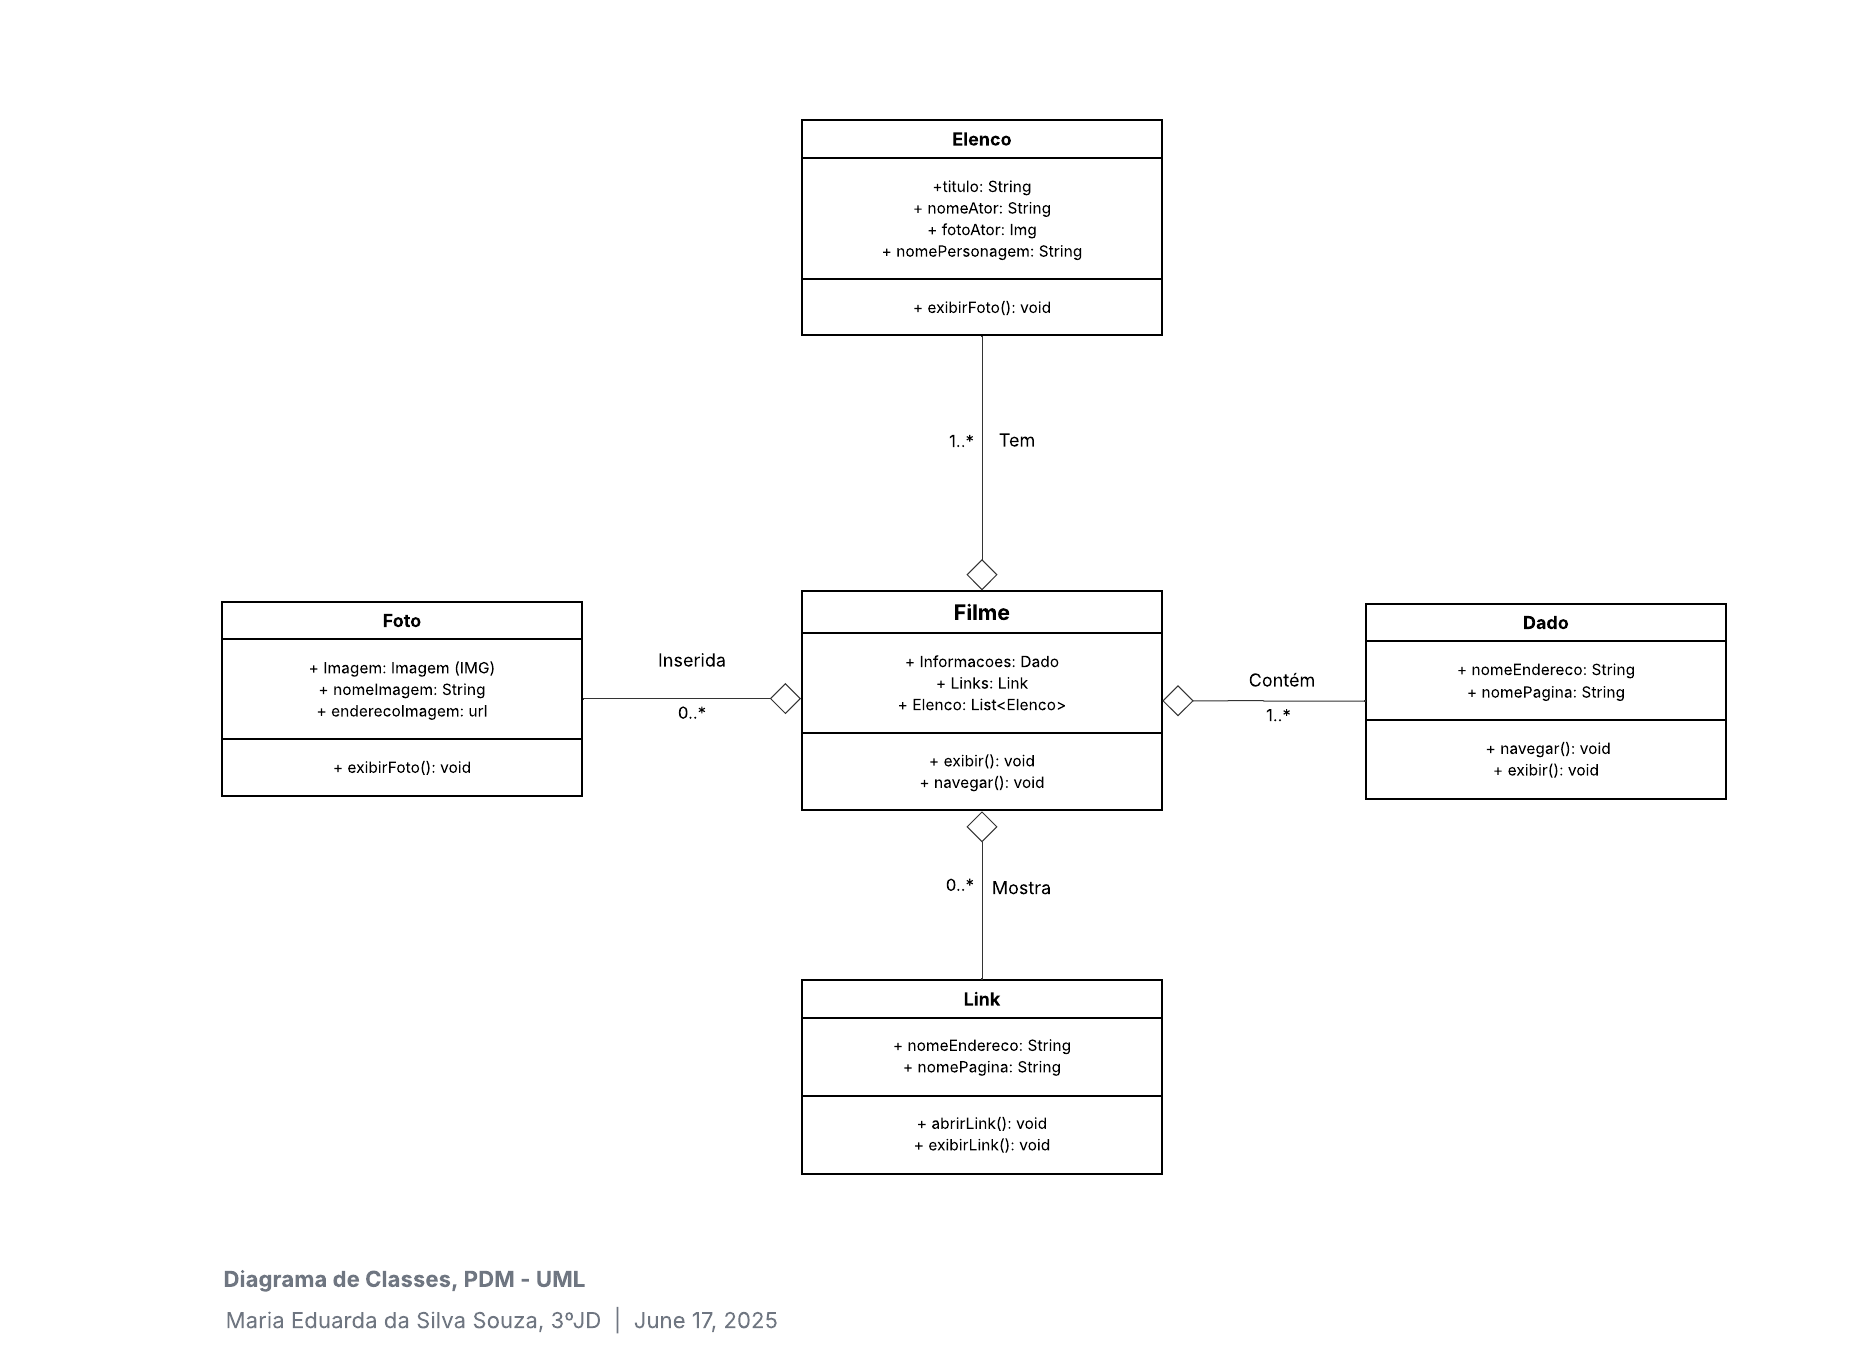 Elenco
+titulo: String
+ nomeAtor: String
+ fotoAtor: Img
+ nomePersonagem: String
+ exibirFoto(): void
1..* Tem
Foto
+ Imagem: Imagem (IMG)
+ nomeImagem: String
+ enderecoImagem: url
+ exibirFoto(): void
Inserida
0..*
Filme
+ Informacoes: Dado
+ Links: Link
+ Elenco: List<Elenco>
+ exibir(): void
+ navegar(): void
Contém
1..*
Dado
+ nomeEndereco: String
+ nomePagina: String
+ navegar(): void
+ exibir(): void
0..* Mostra
Link
+ nomeEndereco: String
+ nomePagina: String
+ abrirLink(): void
+ exibirLink(): void
Diagrama de Classes, PDM - UML
Maria Eduarda da Silva Souza, 3ºJD | June 17, 2025